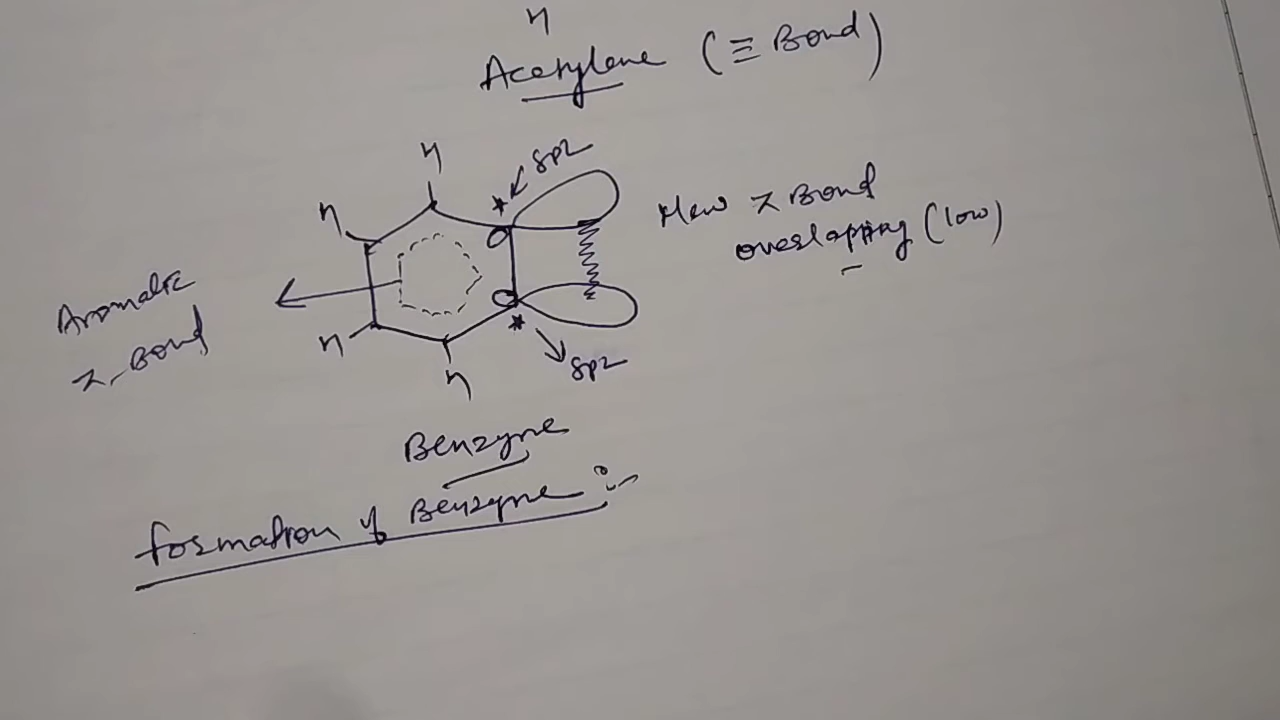 H
Acetylene (≡ Bond)
H
sp2
H
New π Bond
overlapping (low)
Aromatic
π-Bond
H
H
sp2
Benzyne
Formation of Benzyne :-